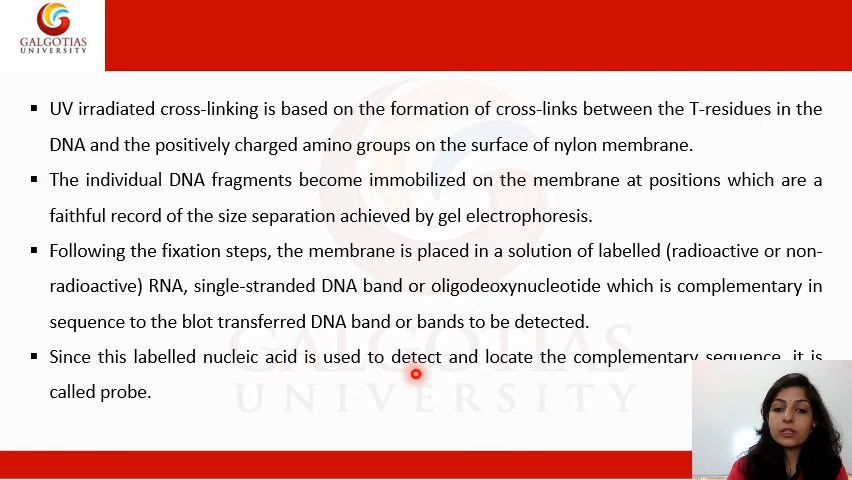 GALGOTIAS
UNIVERSITY
▪ UV irradiated cross-linking is based on the formation of cross-links between the T-residues in the
DNA and the positively charged amino groups on the surface of nylon membrane.
▪ The individual DNA fragments become immobilized on the membrane at positions which are a
faithful record of the size separation achieved by gel electrophoresis.
▪ Following the fixation steps, the membrane is placed in a solution of labelled (radioactive or non-
radioactive) RNA, single-stranded DNA band or oligodeoxynucleotide which is complementary in
sequence to the blot transferred DNA band or bands to be detected.
▪ Since this labelled nucleic acid is used to detect and locate the complementary sequence, it is
called probe.
GALGOTIAS
UNIVERSITY